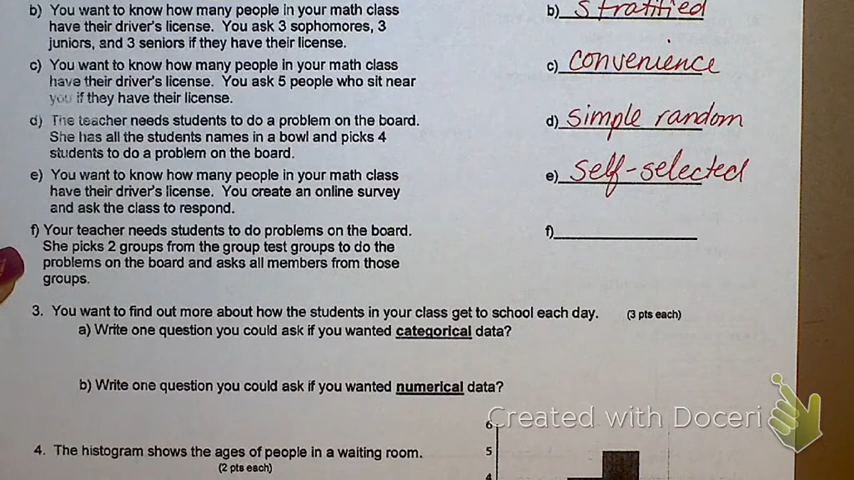 b) You want to know how many people in your math class
have their driver's license. You ask 3 sophomores, 3
juniors, and 3 seniors if they have their license.
b) stratified
c) You want to know how many people in your math class
have their driver's license. You ask 5 people who sit near
you if they have their license.
c) convenience
d) The teacher needs students to do a problem on the board.
She has all the students names in a bowl and picks 4
students to do a problem on the board.
d) simple random
e) You want to know how many people in your math class
have their driver's license. You create an online survey
and ask the class to respond.
e) self-selected
f) Your teacher needs students to do problems on the board.
She picks 2 groups from the group test groups to do the
problems on the board and asks all members from those
groups.
f)
3. You want to find out more about how the students in your class get to school each day. (3 pts each)
a) Write one question you could ask if you wanted categorical data?
b) Write one question you could ask if you wanted numerical data?
Created with Doceri
4. The histogram shows the ages of people in a waiting room.
(2 pts each)
6
5
4